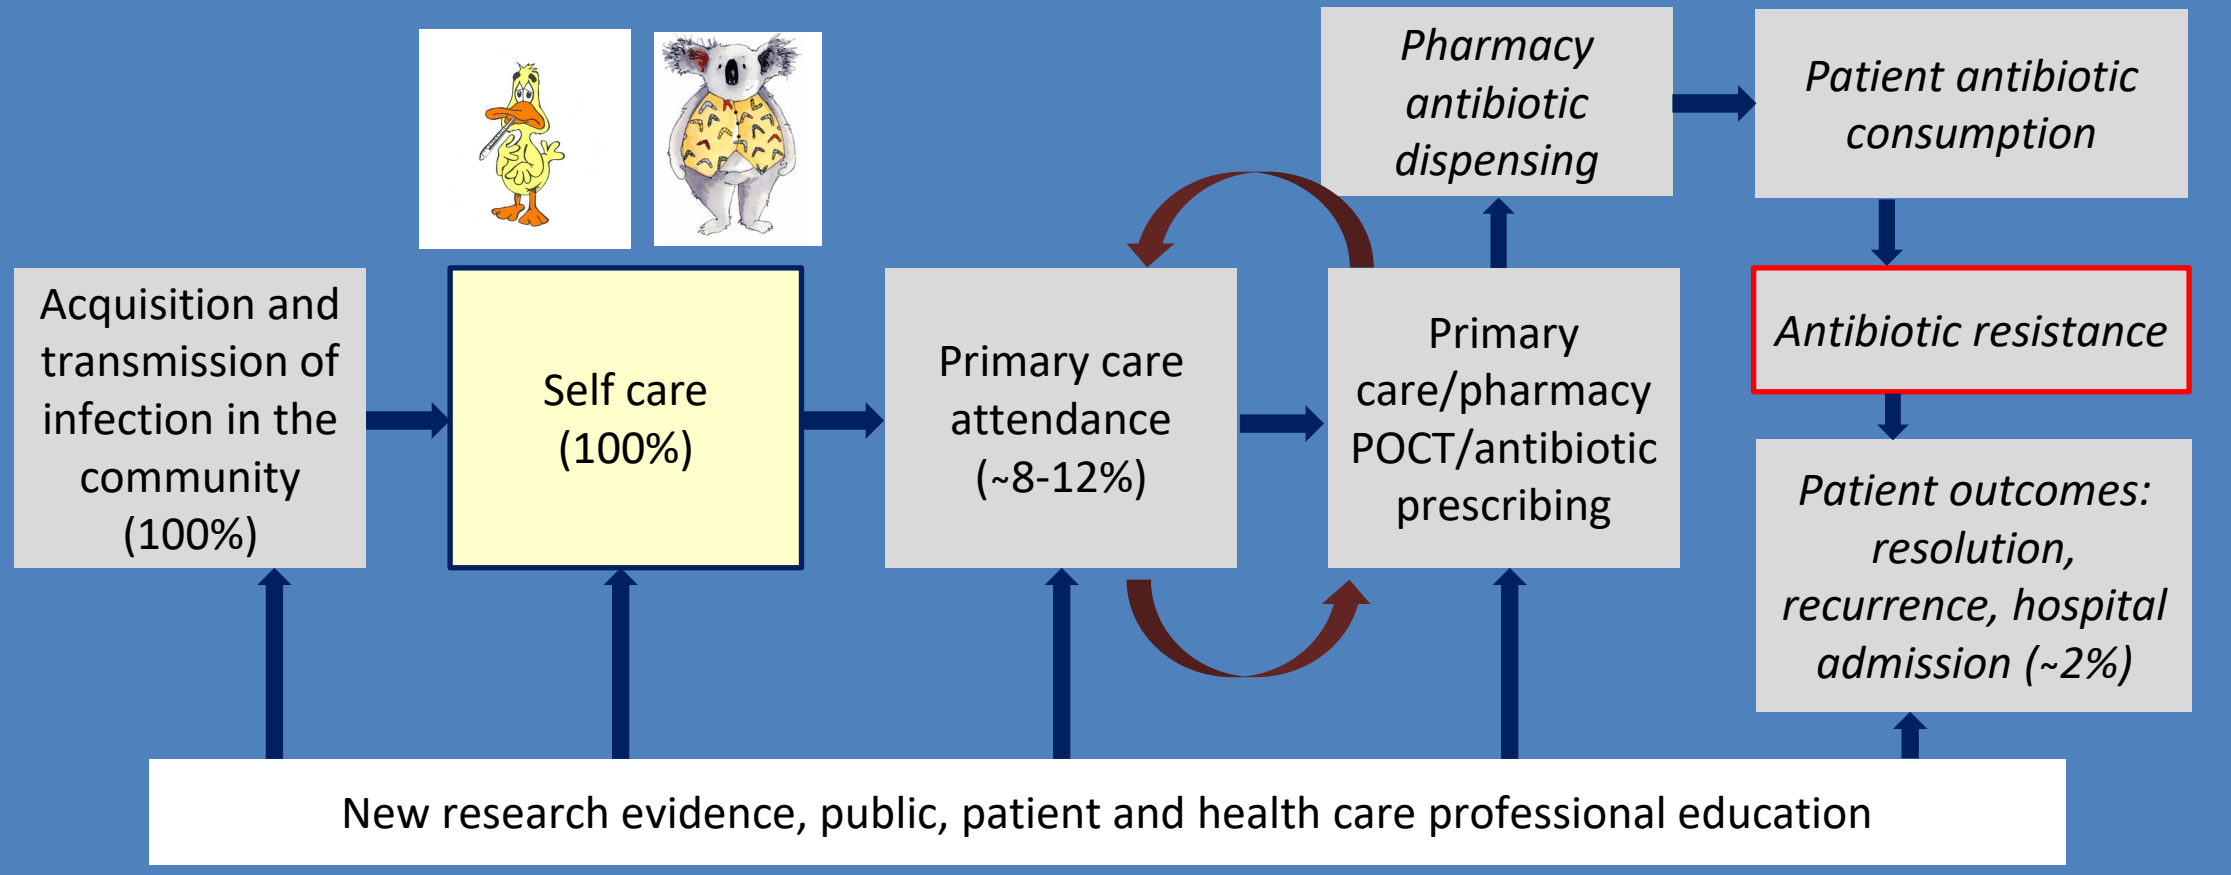 Acquisition and
transmission of
infection in the
community
(100%)
Self care
(100%)
Primary care
attendance
(~8-12%)
Primary
care/pharmacy
POCT/antibiotic
prescribing
Pharmacy
antibiotic
dispensing
Patient antibiotic
consumption
Antibiotic resistance
Patient outcomes:
resolution,
recurrence, hospital
admission (~2%)
New research evidence, public, patient and health care professional education